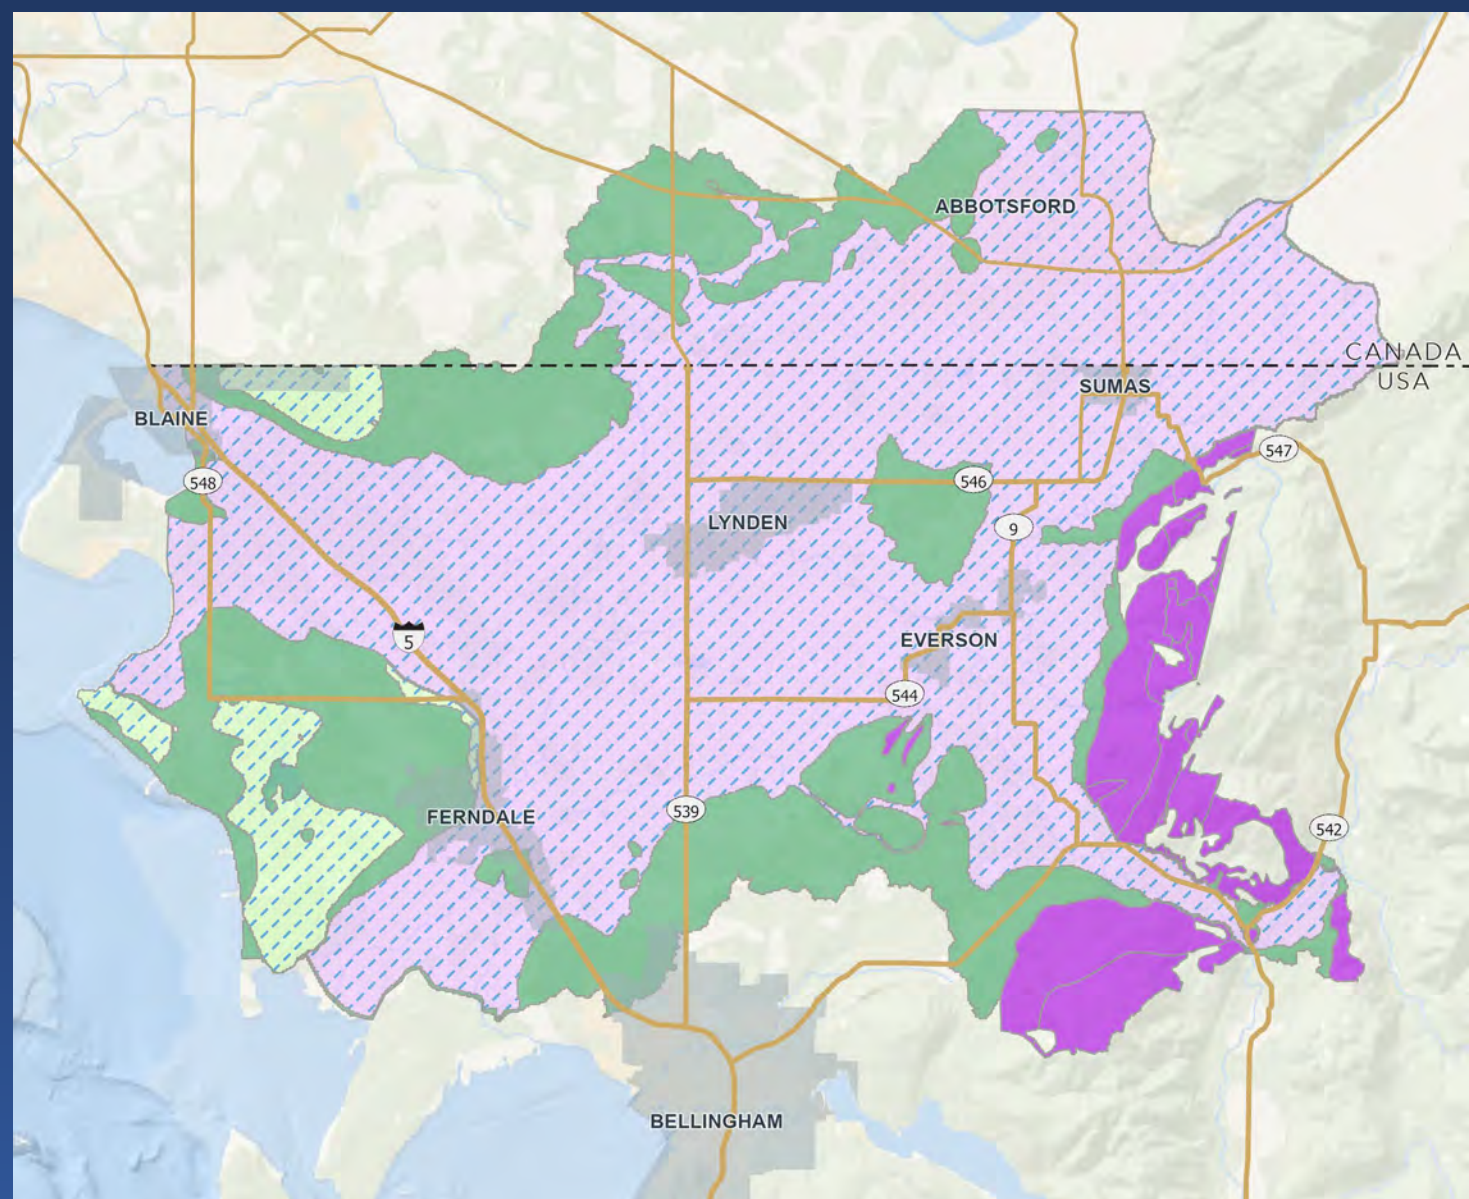 ABBOTSFORD
CANADA
USA
SUMAS
BLAINE
547
548
546
LYNDEN
9
5
EVERSON
544
539
FERNDALE
542
BELLINGHAM